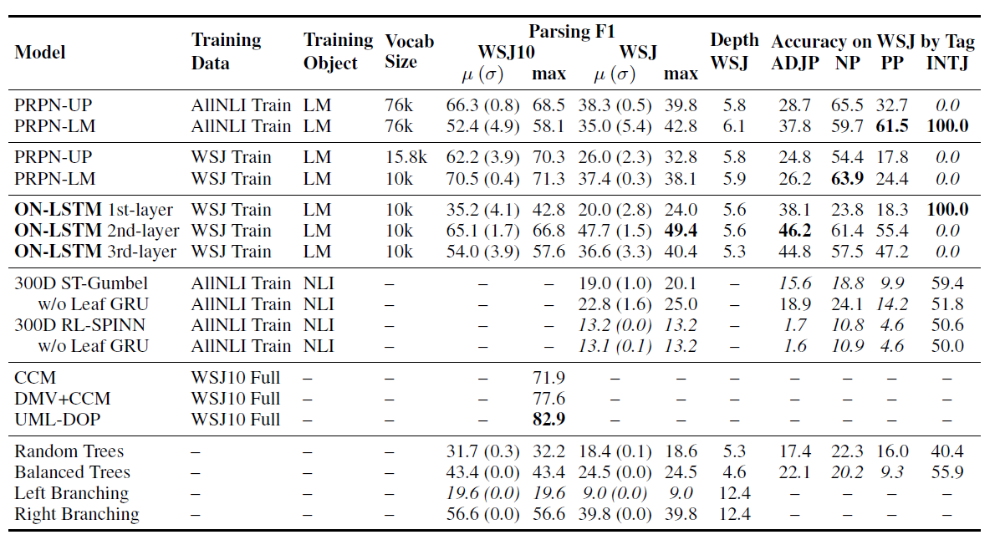 Parsing F1
Model Training Data Training Object Vocab Size WSJ10 WSJ Depth WSJ Accuracy on WSJ by Tag
μ (σ) max μ (σ) max ADJP NP PP INTJ
PRPN-UP AllNLI Train LM 76k 66.3 (0.8) 68.5 38.3 (0.5) 39.8 5.8 28.7 65.5 32.7 0.0
PRPN-LM AllNLI Train LM 76k 52.4 (4.9) 58.1 35.0 (5.4) 42.8 6.1 37.8 59.7 61.5 100.0
PRPN-UP WSJ Train LM 15.8k 62.2 (3.9) 70.3 26.0 (2.3) 32.8 5.8 24.8 54.4 17.8 0.0
PRPN-LM WSJ Train LM 10k 70.5 (0.4) 71.3 37.4 (0.3) 38.1 5.9 26.2 63.9 24.4 0.0
ON-LSTM 1st-layer WSJ Train LM 10k 35.2 (4.1) 42.8 20.0 (2.8) 24.0 5.6 38.1 23.8 18.3 100.0
ON-LSTM 2nd-layer WSJ Train LM 10k 65.1 (1.7) 66.8 47.7 (1.5) 49.4 5.6 46.2 61.4 55.4 0.0
ON-LSTM 3rd-layer WSJ Train LM 10k 54.0 (3.9) 57.6 36.6 (3.3) 40.4 5.3 44.8 57.5 47.2 0.0
300D ST-Gumbel AllNLI Train NLI – – – 19.0 (1.0) 20.1 – 15.6 18.8 9.9 59.4
w/o Leaf GRU AllNLI Train NLI – – – 22.8 (1.6) 25.0 – 18.9 24.1 14.2 51.8
300D RL-SPINN AllNLI Train NLI – – – 13.2 (0.0) 13.2 – 1.7 10.8 4.6 50.6
w/o Leaf GRU AllNLI Train NLI – – – 13.1 (0.1) 13.2 – 1.6 10.9 4.6 50.0
CCM WSJ10 Full – – – 71.9 – – – – – – –
DMV+CCM WSJ10 Full – – – 77.6 – – – – – – –
UML-DOP WSJ10 Full – – – 82.9 – – – – – – –
Random Trees – – – 31.7 (0.3) 32.2 18.4 (0.1) 18.6 5.3 17.4 22.3 16.0 40.4
Balanced Trees – – – 43.4 (0.0) 43.4 24.5 (0.0) 24.5 4.6 22.1 20.2 9.3 55.9
Left Branching – – – 19.6 (0.0) 19.6 9.0 (0.0) 9.0 12.4 – – – –
Right Branching – – – 56.6 (0.0) 56.6 39.8 (0.0) 39.8 12.4 – – – –